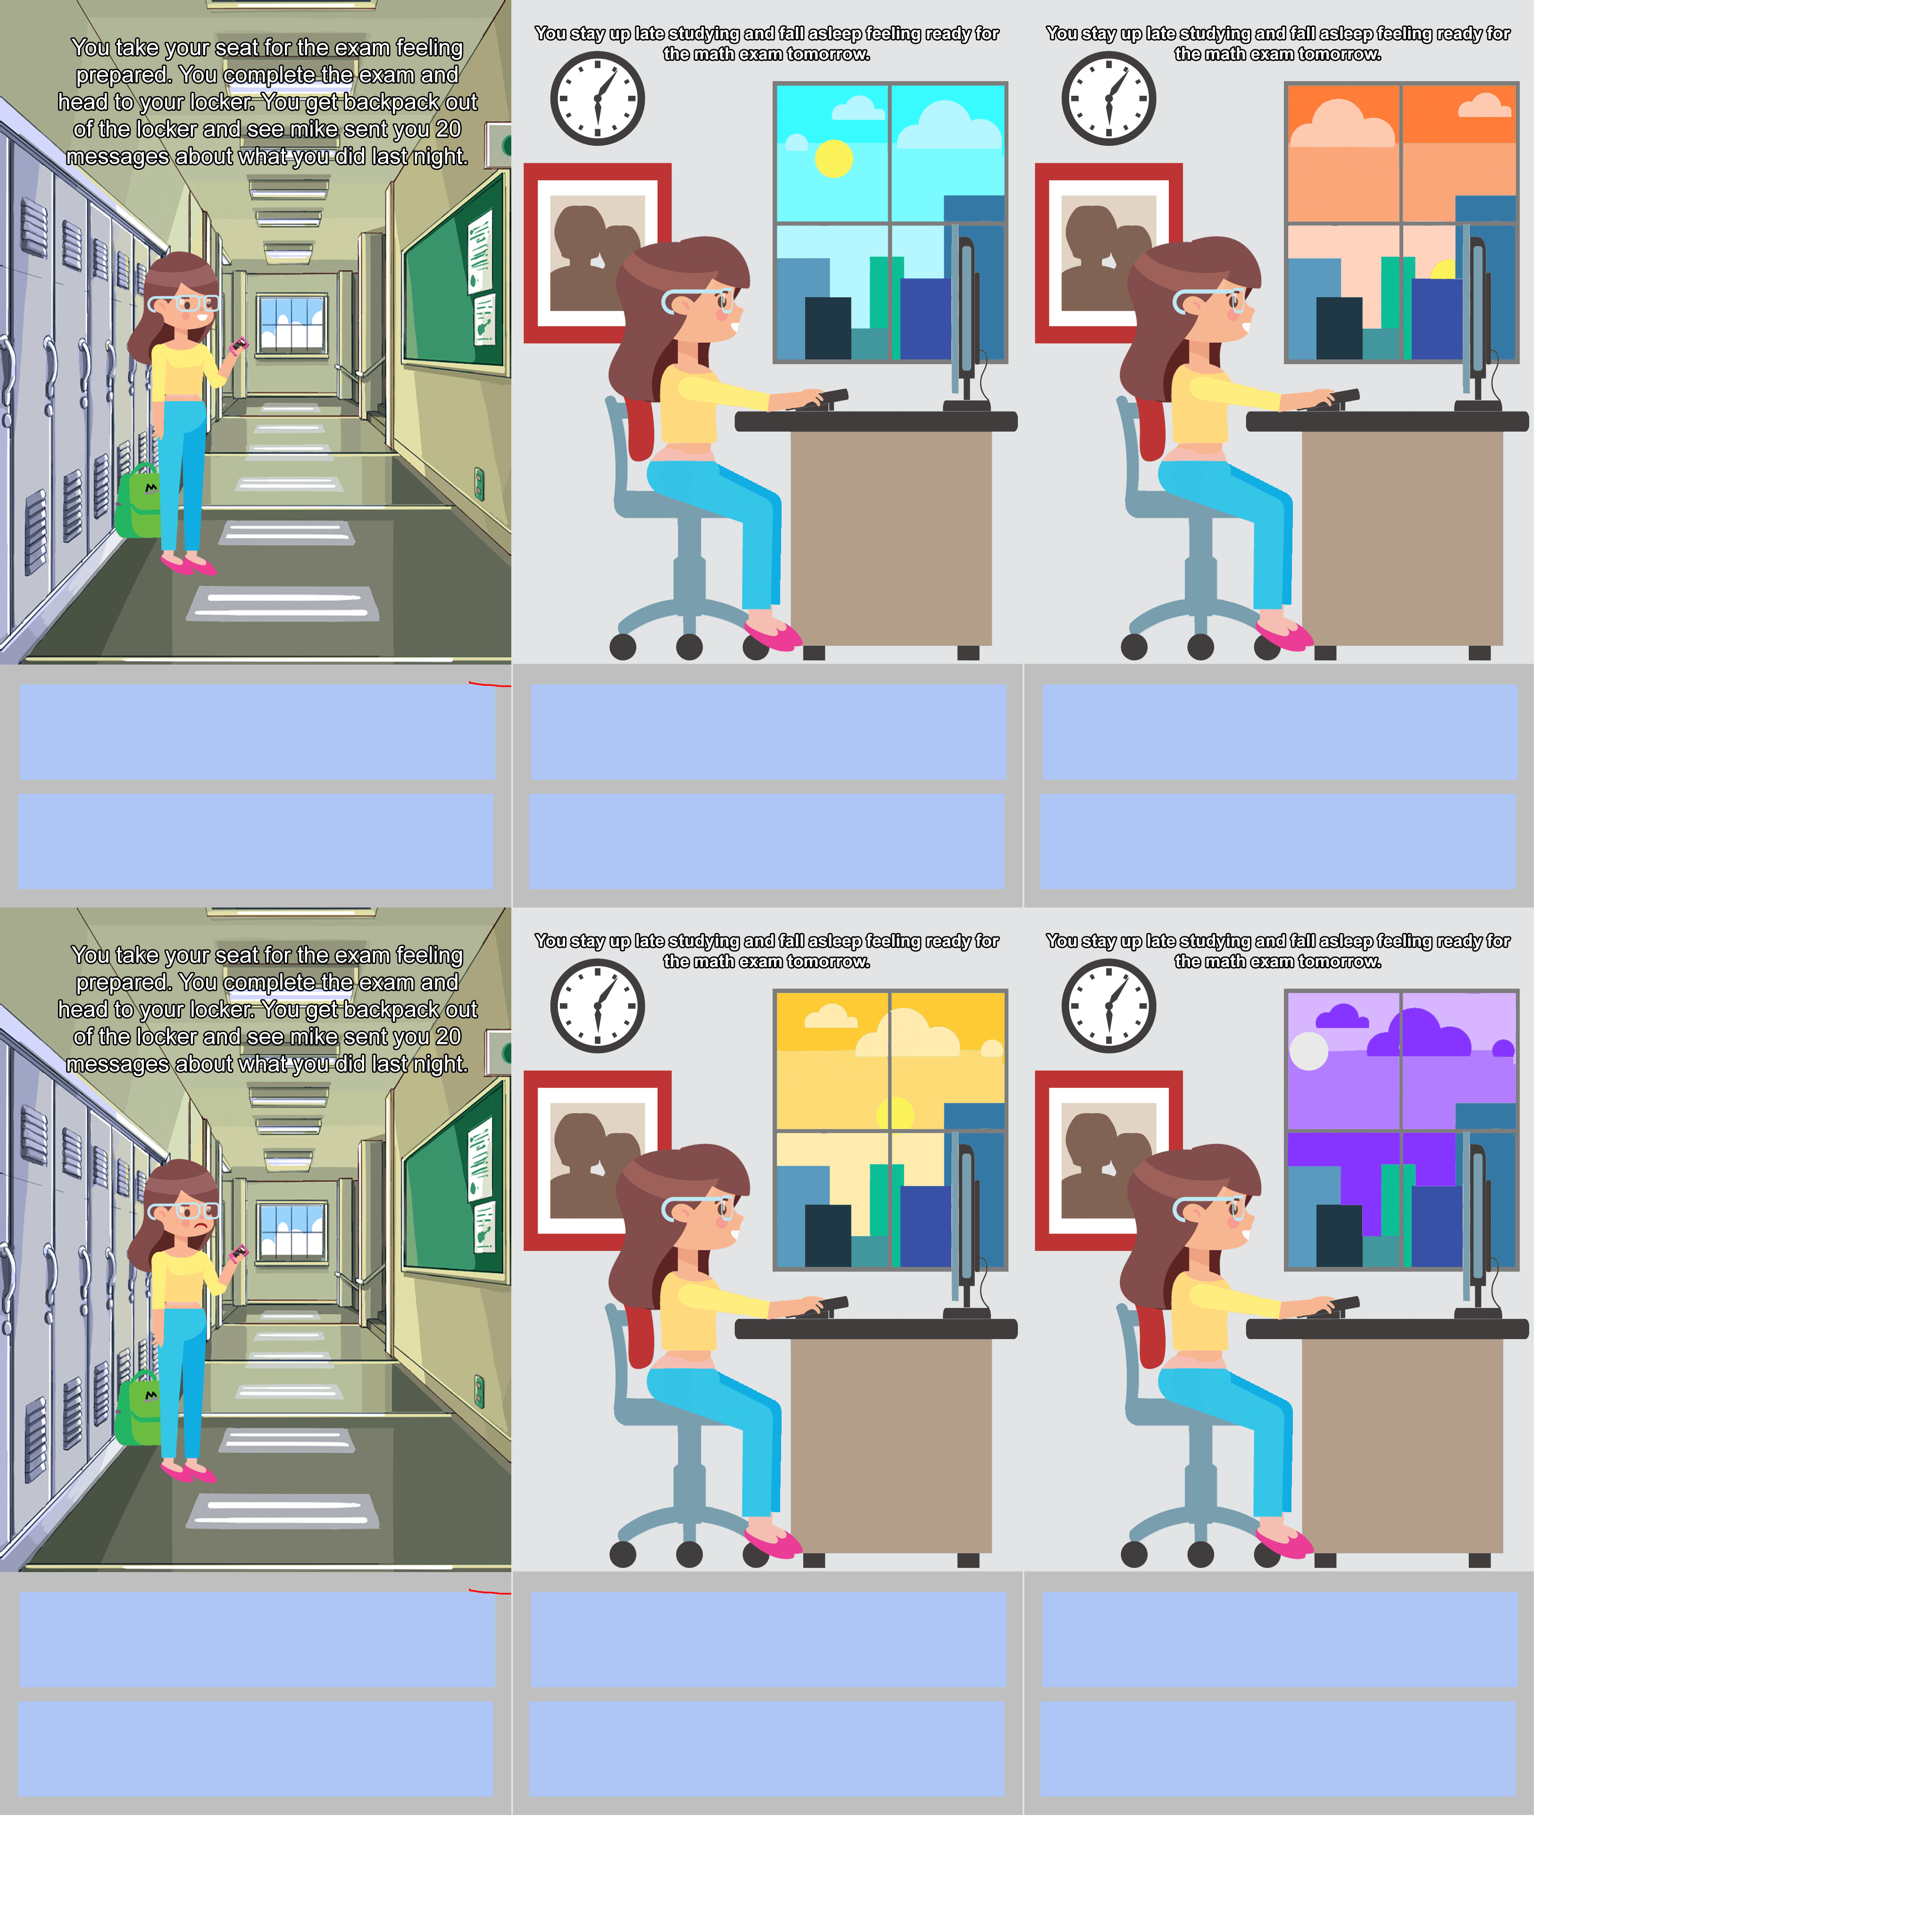 You take your seat for the exam feeling
prepared. You complete the exam and
head to your locker. You get backpack out
of the locker and see mike sent you 20
messages about what you did last night.
You stay up late studying and fall asleep feeling ready for
the math exam tomorrow.
You stay up late studying and fall asleep feeling ready for
the math exam tomorrow.
You take your seat for the exam feeling
prepared. You complete the exam and
head to your locker. You get backpack out
of the locker and see mike sent you 20
messages about what you did last night.
You stay up late studying and fall asleep feeling ready for
the math exam tomorrow.
You stay up late studying and fall asleep feeling ready for
the math exam tomorrow.